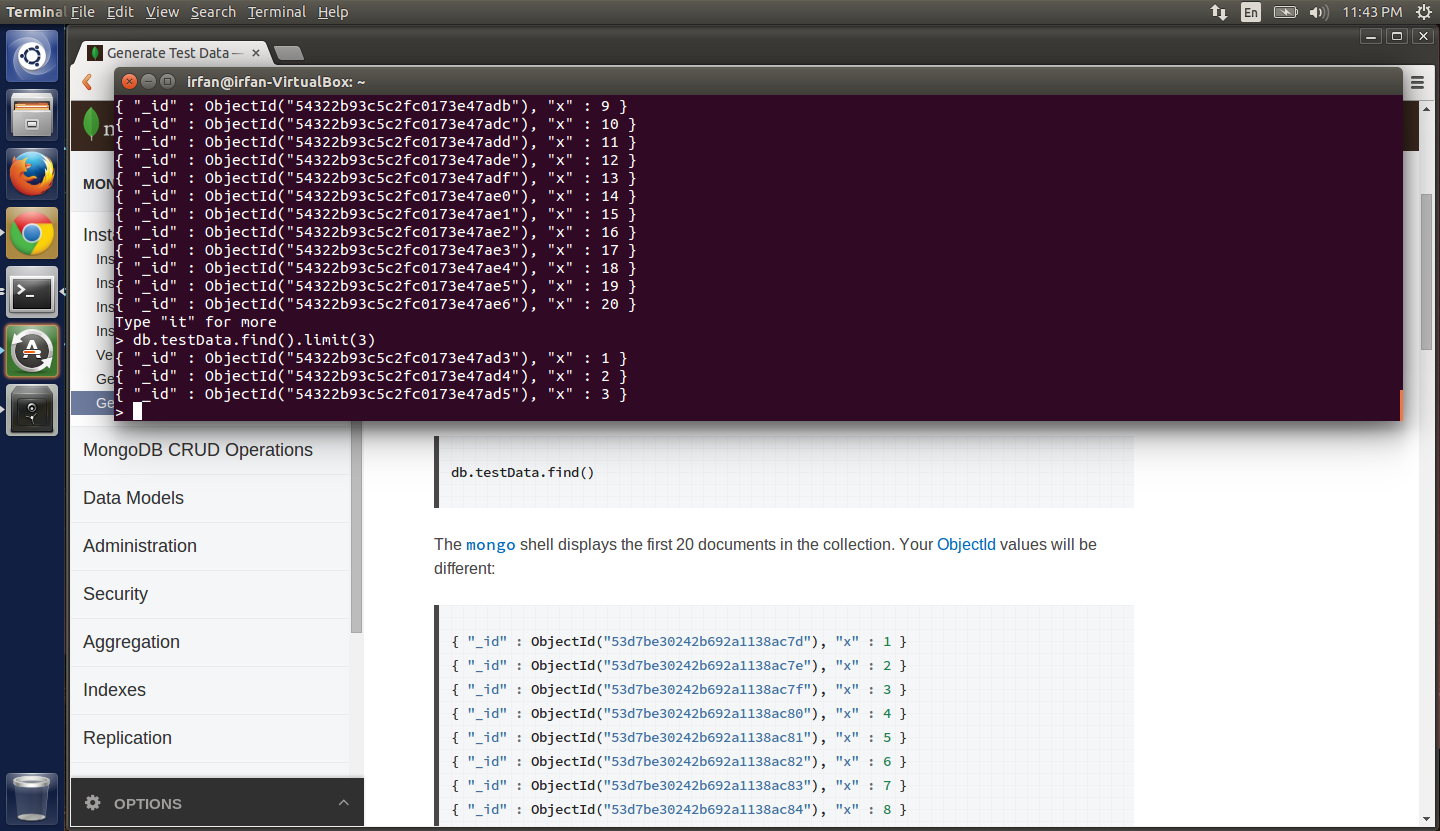 Terminal File Edit View Search Terminal Help En 11:43 PM
Generate Test Data —
irfan@irfan-VirtualBox: ~
{ "_id" : ObjectId("54322b93c5c2fc0173e47adb"), "x" : 9 }
{ "_id" : ObjectId("54322b93c5c2fc0173e47adc"), "x" : 10 }
{ "_id" : ObjectId("54322b93c5c2fc0173e47add"), "x" : 11 }
{ "_id" : ObjectId("54322b93c5c2fc0173e47ade"), "x" : 12 }
{ "_id" : ObjectId("54322b93c5c2fc0173e47adf"), "x" : 13 }
{ "_id" : ObjectId("54322b93c5c2fc0173e47ae0"), "x" : 14 }
{ "_id" : ObjectId("54322b93c5c2fc0173e47ae1"), "x" : 15 }
{ "_id" : ObjectId("54322b93c5c2fc0173e47ae2"), "x" : 16 }
{ "_id" : ObjectId("54322b93c5c2fc0173e47ae3"), "x" : 17 }
{ "_id" : ObjectId("54322b93c5c2fc0173e47ae4"), "x" : 18 }
{ "_id" : ObjectId("54322b93c5c2fc0173e47ae5"), "x" : 19 }
{ "_id" : ObjectId("54322b93c5c2fc0173e47ae6"), "x" : 20 }
Type "it" for more
> db.testData.find().limit(3)
{ "_id" : ObjectId("54322b93c5c2fc0173e47ad3"), "x" : 1 }
{ "_id" : ObjectId("54322b93c5c2fc0173e47ad4"), "x" : 2 }
{ "_id" : ObjectId("54322b93c5c2fc0173e47ad5"), "x" : 3 }
>
MON
Inst
Ins
Ins
Ins
Ins
Ve
Ge
Ge
MongoDB CRUD Operations
Data Models
Administration
Security
Aggregation
Indexes
Replication
OPTIONS
db.testData.find()
The mongo shell displays the first 20 documents in the collection. Your ObjectId values will be
different:
{ "_id" : ObjectId("53d7be30242b692a1138ac7d"), "x" : 1 }
{ "_id" : ObjectId("53d7be30242b692a1138ac7e"), "x" : 2 }
{ "_id" : ObjectId("53d7be30242b692a1138ac7f"), "x" : 3 }
{ "_id" : ObjectId("53d7be30242b692a1138ac80"), "x" : 4 }
{ "_id" : ObjectId("53d7be30242b692a1138ac81"), "x" : 5 }
{ "_id" : ObjectId("53d7be30242b692a1138ac82"), "x" : 6 }
{ "_id" : ObjectId("53d7be30242b692a1138ac83"), "x" : 7 }
{ "_id" : ObjectId("53d7be30242b692a1138ac84"), "x" : 8 }